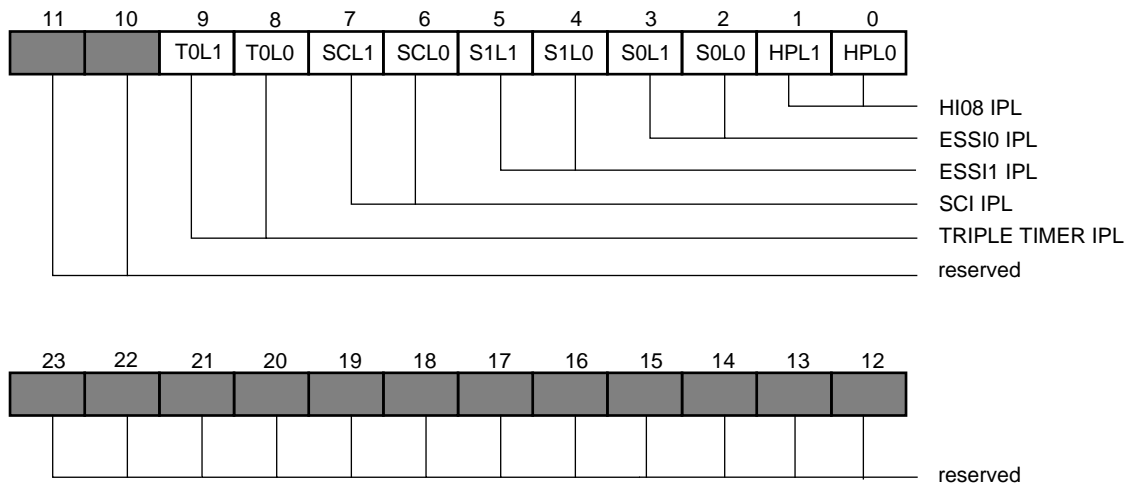 11 10 9 8 7 6 5 4 3 2 1 0
T0L1 T0L0 SCL1 SCL0 S1L1 S1L0 S0L1 S0L0 HPL1 HPL0
HI08 IPL
ESSI0 IPL
ESSI1 IPL
SCI IPL
TRIPLE TIMER IPL
reserved
23 22 21 20 19 18 17 16 15 14 13 12
reserved